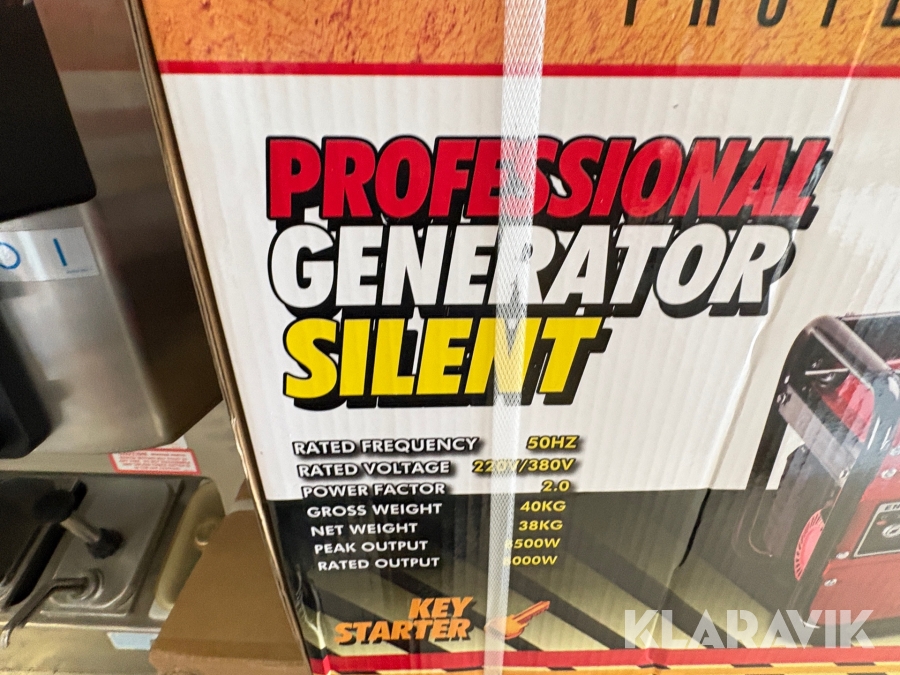 PROFESSIONAL
GENERATOR
SILENT
RATED FREQUENCY 50HZ
RATED VOLTAGE 220V/380V
POWER FACTOR 2.0
GROSS WEIGHT 40KG
NET WEIGHT 38KG
PEAK OUTPUT
RATED OUTPUT
KEY
STARTER
KLARAVIK